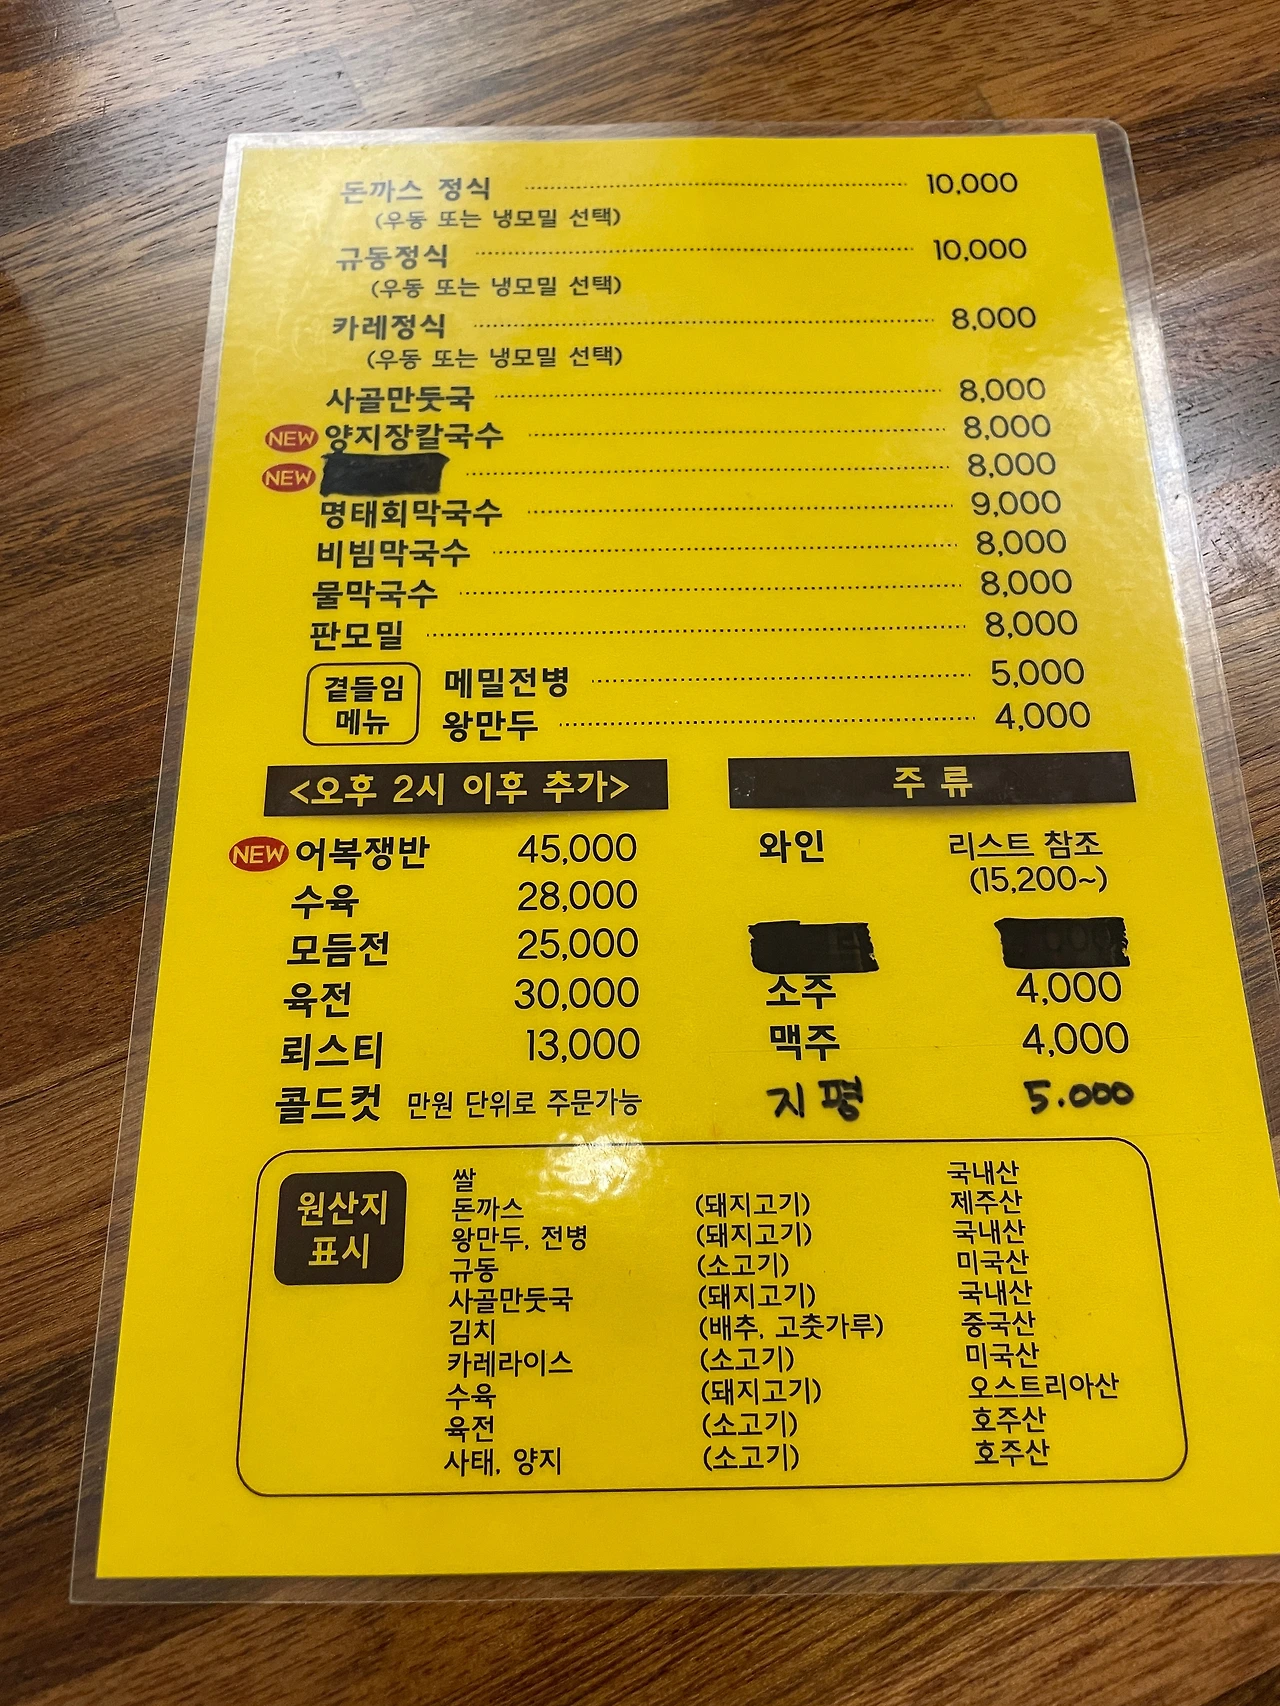 돈까스 정식 10,000
(우동 또는 냉모밀 선택)
규동정식 10,000
(우동 또는 냉모밀 선택)
카레정식 8,000
(우동 또는 냉모밀 선택)
사골만둣국 8,000
NEW 양지장칼국수 8,000
NEW 8,000
명태회막국수 9,000
비빔막국수 8,000
물막국수 8,000
판모밀 8,000
곁들임 메뉴
메밀전병 5,000
왕만두 4,000
<오후 2시 이후 추가>
NEW 어복쟁반 45,000
수육 28,000
모듬전 25,000
육전 30,000
뢰스티 13,000
콜드컷 만원 단위로 주문가능
주류
와인 리스트 참조
(15,200~)
소주 4,000
맥주 4,000
지평 5.000
원산지
표시
쌀 국내산
돈까스 (돼지고기) 제주산
왕만두, 전병 (돼지고기) 국내산
규동 (소고기) 미국산
사골만둣국 (돼지고기) 국내산
김치 (배추, 고춧가루) 중국산
카레라이스 (소고기) 미국산
수육 (돼지고기) 오스트리아산
육전 (소고기) 호주산
사태, 양지 (소고기) 호주산